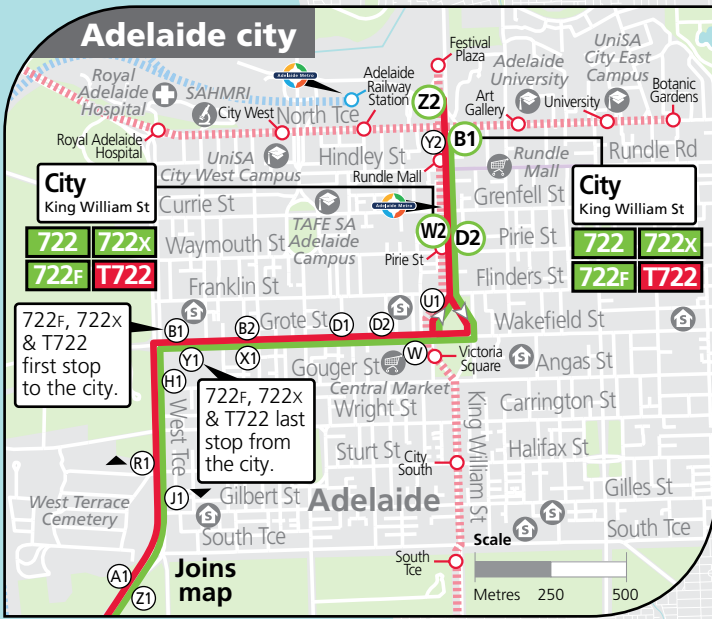 Adelaide city
Festival
Plaza
Adelaide
University
UniSA
City East
Campus
Royal
Adelaide
Hospital
SAHMRI
Adelaide Metro
Adelaide
Railway
Station
Z2
Art
Gallery
University
Botanic
Gardens
City West
North Tce
Royal Adelaide
Hospital
Y2
B1
UniSA
City West Campus
Hindley St
Rundle Mall
Rundle
Mall
Rundle Rd
City
King William St
722
722X
722F
T722
Currie St
Adelaide Metro
Grenfell St
City
King William St
722
722X
722F
T722
TAFE SA
Adelaide
Campus
Waymouth St
W2
D2
Pirie St
Pirie St
Franklin St
Flinders St
S
S
U1
S
722F, 722X
& T722
first stop
to the city.
B1
B2
Grote St
D1
D2
Wakefield St
Y1
X1
Gouger St
W
Victoria
Square
S
Angas St
Central Market
H1
722F, 722X
& T722 last
stop from
the city.
West Tce
Wright St
King William St
Carrington St
R1
Sturt St
City
South
Halifax St
West Terrace
Cemetery
J1
Gilbert St
Adelaide
Gilles St
S
South Tce
S
S
South Tce
A1
Z1
Joins
map
South
Tce
Scale
Metres
250
500